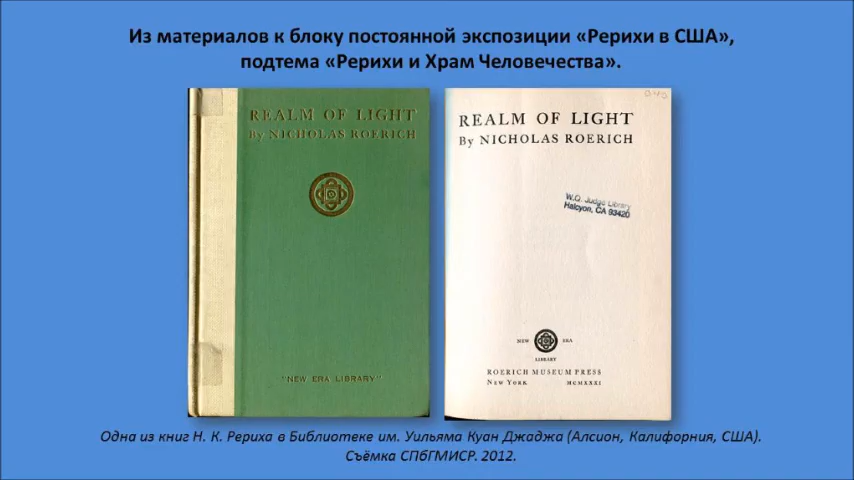 Из материалов к блоку постоянной экспозиции «Рерихи в США»,
подтема «Рерихи и Храм Человечества».
REALM OF LIGHT
By NICHOLAS ROERICH
"NEW ERA LIBRARY"
REALM OF LIGHT
By NICHOLAS ROERICH
W.Q. Judge Library
Halcyon, CA 93420
NEW ERA
LIBRARY
ROERICH MUSEUM PRESS
NEW YORK MCMXXXI
Одна из книг Н. К. Рериха в Библиотеке им. Уильяма Куан Джаджа (Алсион, Калифорния, США).
Съёмка СПбГМИСР. 2012.